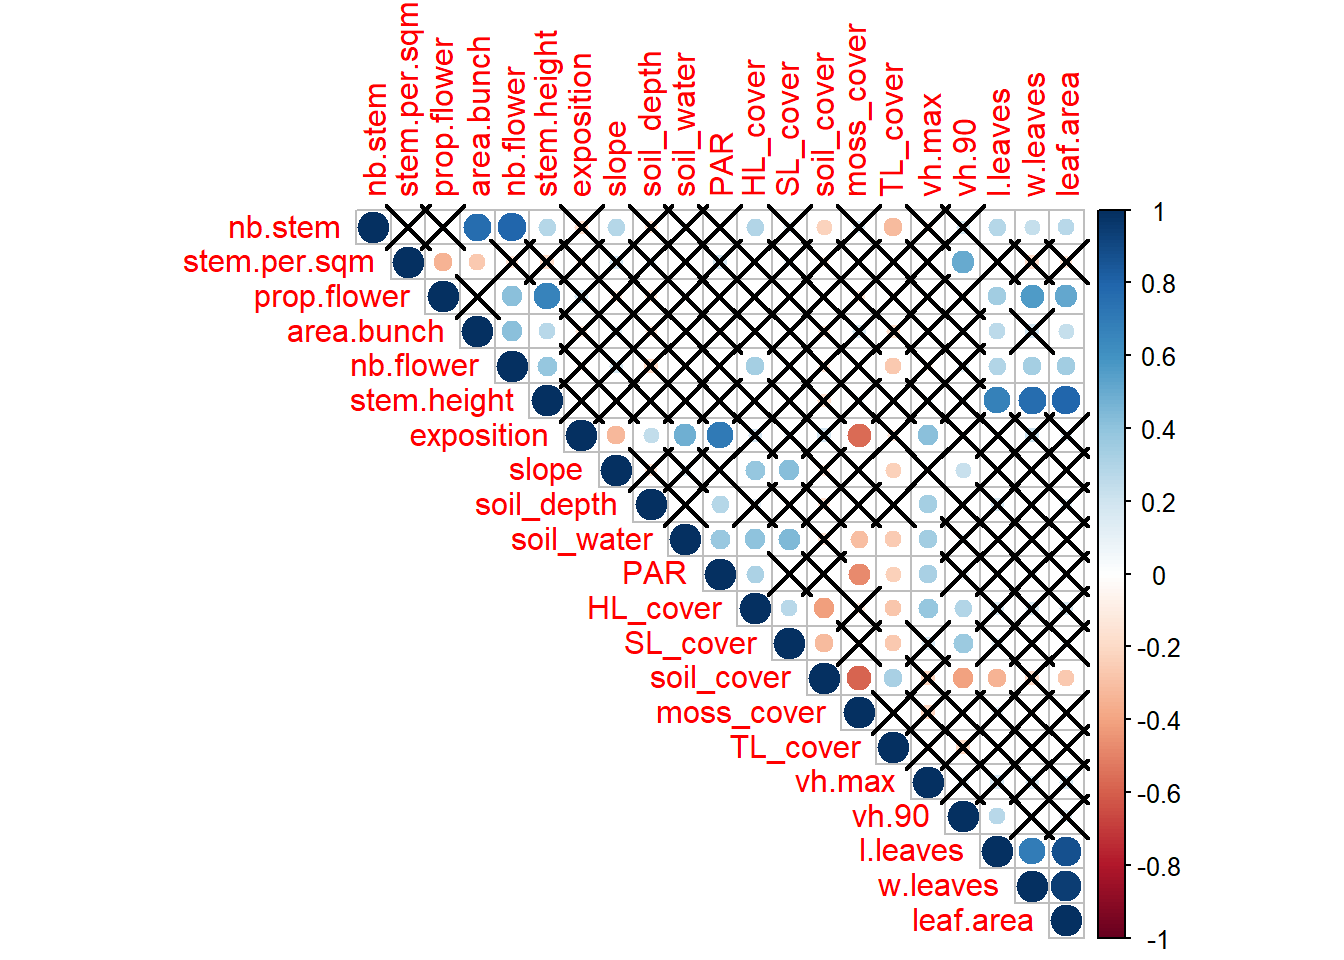 nb.stem
stem.per.sqm
prop.flower
area.bunch
nb.flower
stem.height
exposition
slope
soil_depth
soil_water
PAR
HL_cover
SL_cover
soil_cover
moss_cover
TL_cover
vh.max
vh.90
l.leaves
w.leaves
leaf.area
nb.stem
stem.per.sqm
prop.flower
area.bunch
nb.flower
stem.height
exposition
slope
soil_depth
soil_water
PAR
HL_cover
SL_cover
soil_cover
moss_cover
TL_cover
vh.max
vh.90
l.leaves
w.leaves
leaf.area
1
0.8
0.6
0.4
0.2
0
-0.2
-0.4
-0.6
-0.8
-1